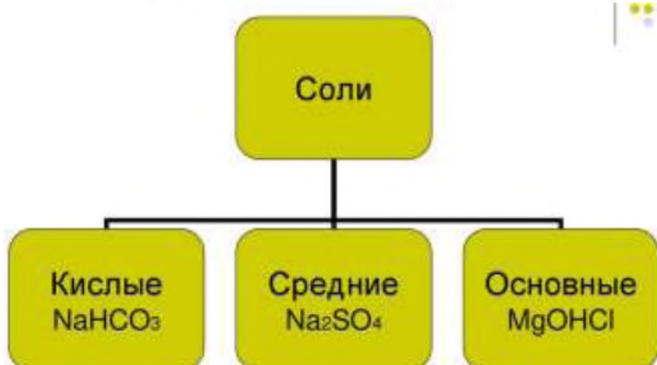 Соли
Кислые
NaHCO₃
Средние
Na₂SO₄
Основные
MgOHCl